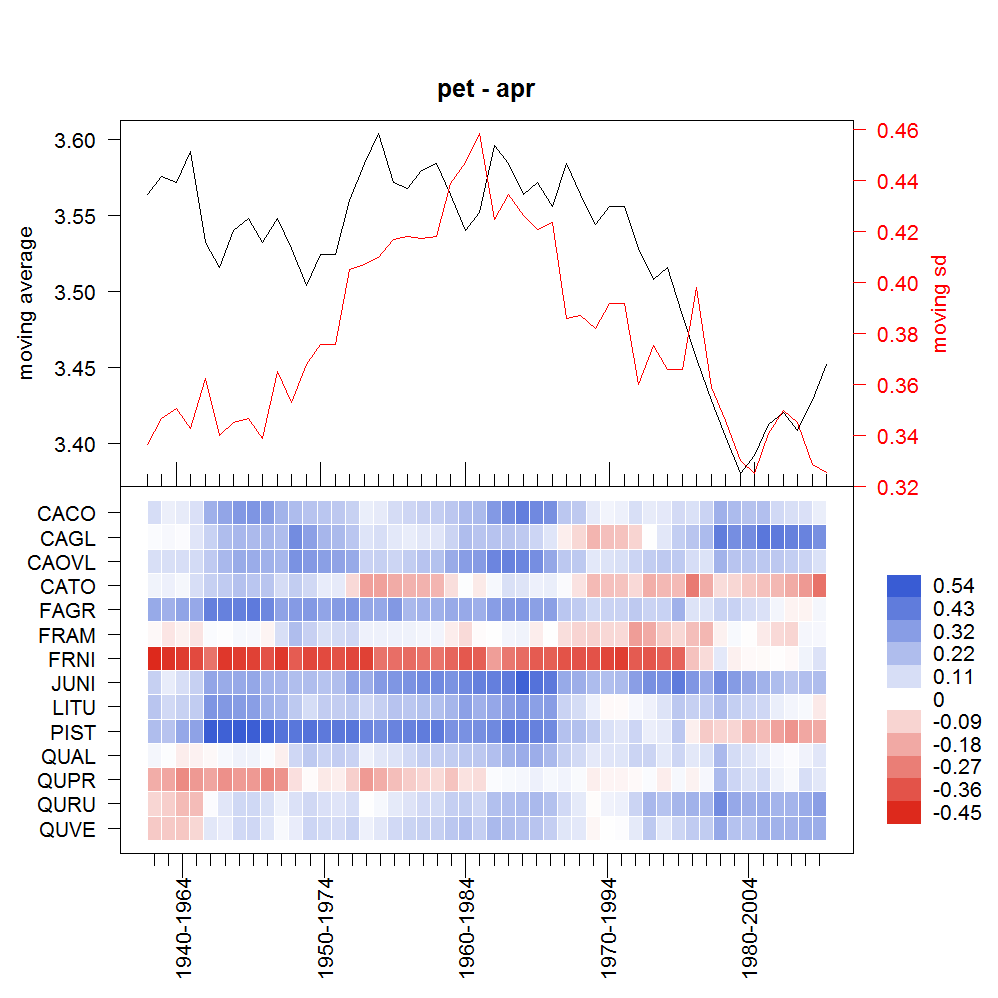 pet - apr
moving average
3.60
3.55
3.50
3.45
3.40
0.46
0.44
0.42
0.40
0.38
0.36
0.34
0.32
moving sd
CACO
CAGL
CAOVL
CATO
FAGR
FRAM
FRNI
JUNI
LITU
PIST
QUAL
QUPR
QURU
QUVE
0.54
0.43
0.32
0.22
0.11
0
-0.09
-0.18
-0.27
-0.36
-0.45
1940-1964
1950-1974
1960-1984
1970-1994
1980-2004